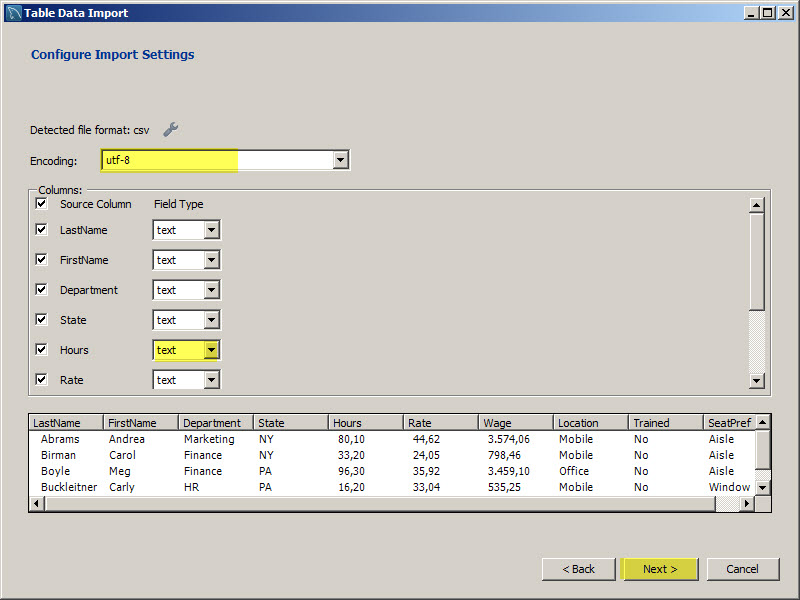 Table Data Import
Configure Import Settings
Detected file format: csv
Encoding: utf-8
Columns:
Source Column Field Type
LastName text
FirstName text
Department text
State text
Hours text
Rate text
LastName FirstName Department State Hours Rate Wage Location Trained SeatPref
Abrams Andrea Marketing NY 80,10 44,62 3.574,06 Mobile No Aisle
Birman Carol Finance NY 33,20 24,05 798,46 Mobile No Aisle
Boyle Meg Finance PA 96,30 35,92 3.459,10 Office No Aisle
Buckleitner Carly HR PA 16,20 33,04 535,25 Mobile No Window
< Back Next > Cancel